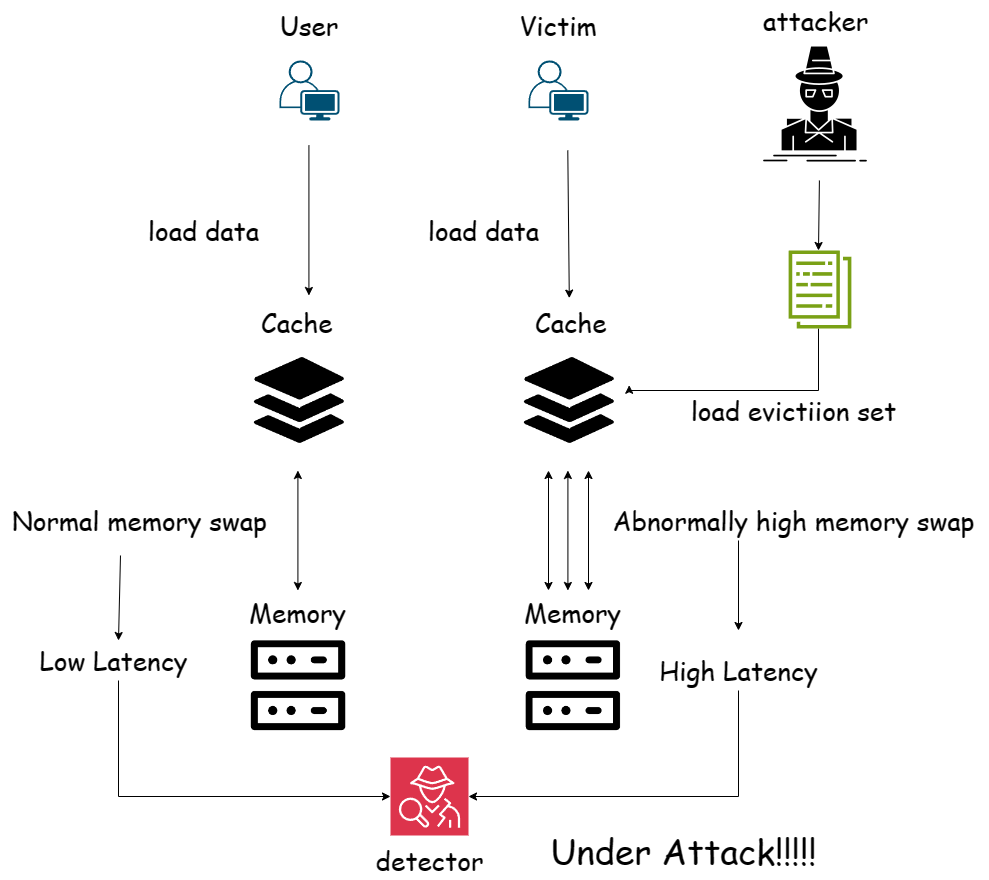 User
Victim
attacker
load data
load data
Cache
Cache
load evictiion set
Normal memory swap
Abnormally high memory swap
Memory
Memory
Low Latency
High Latency
detector
Under Attack!!!!!